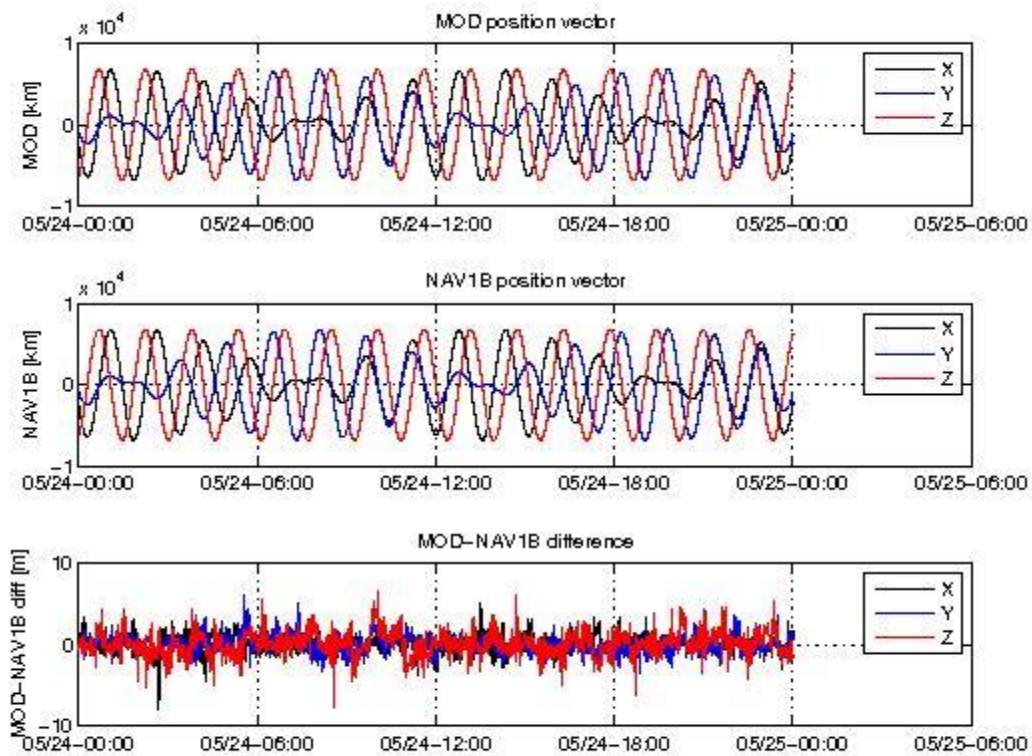 x 10^4
MOD position vector
1
X
Y
Z
MOD [km]
0
-1
05/24-00:00 05/24-06:00 05/24-12:00 05/24-18:00 05/25-00:00 05/25-06:00
x 10^4
NAV1B position vector
1
X
Y
Z
NAV1B [km]
0
-1
05/24-00:00 05/24-06:00 05/24-12:00 05/24-18:00 05/25-00:00 05/25-06:00
MOD-NAV1B difference
10
X
Y
Z
MOD-NAV1B diff [m]
0
-10
05/24-00:00 05/24-06:00 05/24-12:00 05/24-18:00 05/25-00:00 05/25-06:00